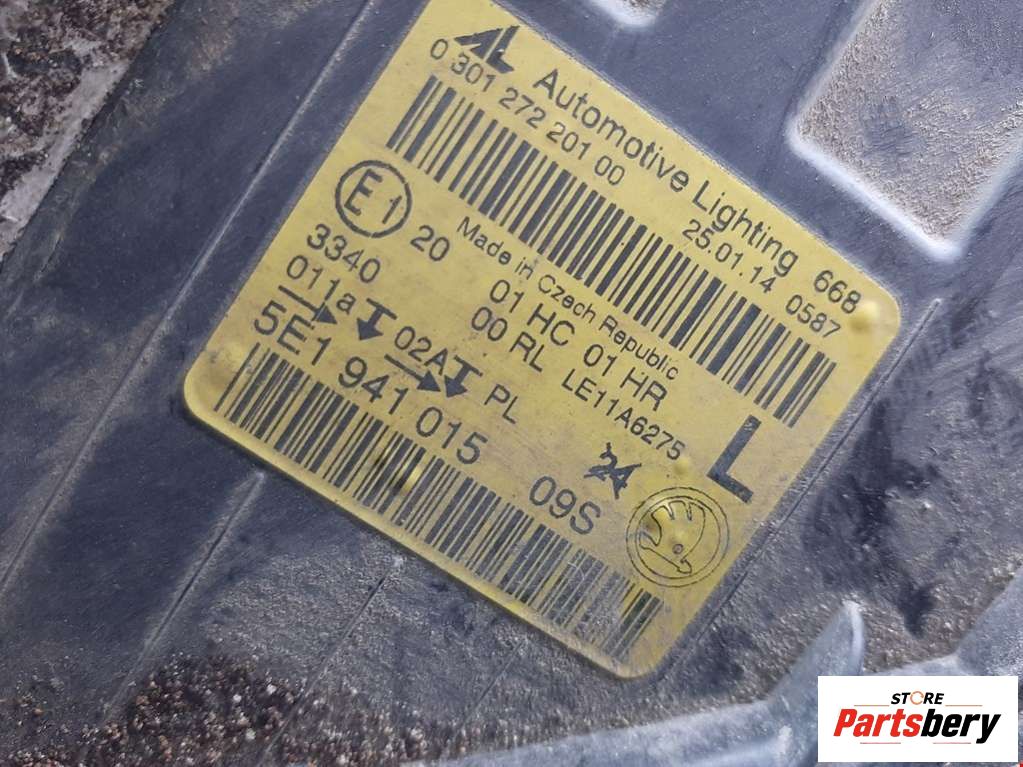 AL Automotive Lighting 668
0 301 272 201 00 25.01.14 0587
Made in Czech Republic
E1 20 01 HC 01 HR
3340 00 RL LE11A6275
011a 02A PL L
5E1 941 015 09S
24
STORE
Partsbery